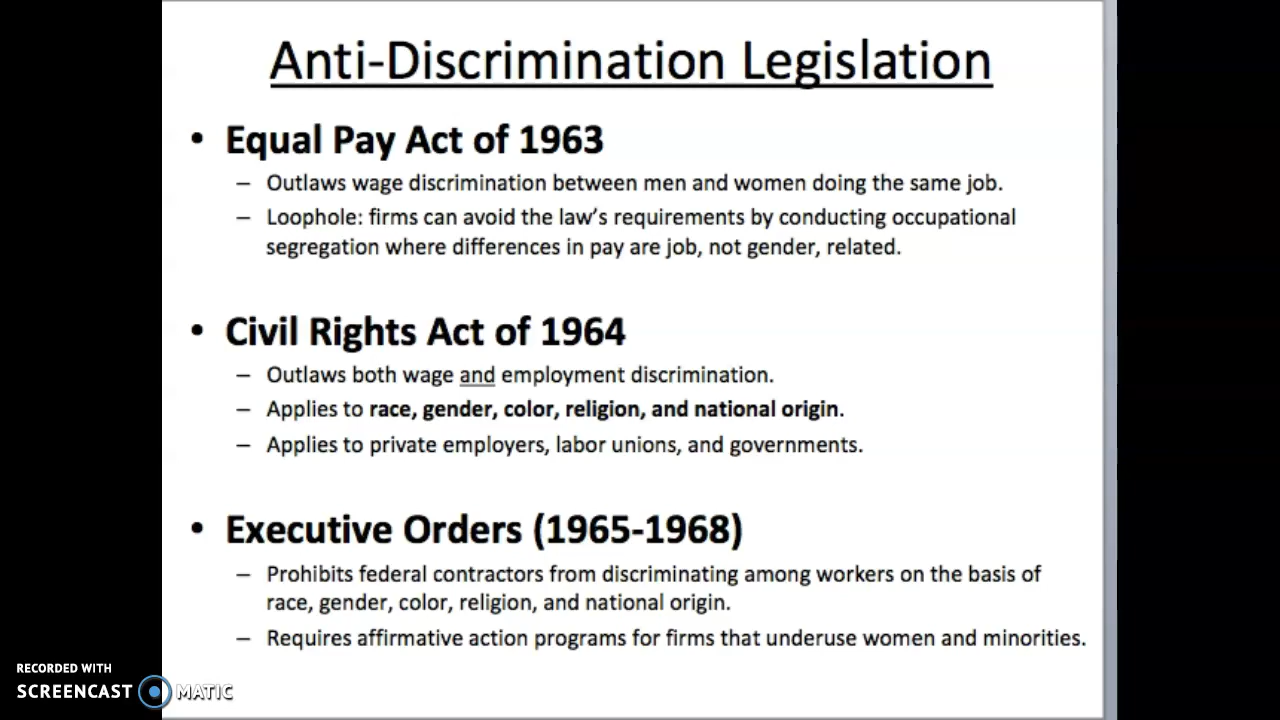 Anti-Discrimination Legislation
• Equal Pay Act of 1963
– Outlaws wage discrimination between men and women doing the same job.
– Loophole: firms can avoid the law's requirements by conducting occupational
segregation where differences in pay are job, not gender, related.
• Civil Rights Act of 1964
– Outlaws both wage and employment discrimination.
– Applies to race, gender, color, religion, and national origin.
– Applies to private employers, labor unions, and governments.
• Executive Orders (1965-1968)
– Prohibits federal contractors from discriminating among workers on the basis of
race, gender, color, religion, and national origin.
– Requires affirmative action programs for firms that underuse women and minorities.
RECORDED WITH
SCREENCAST MATIC